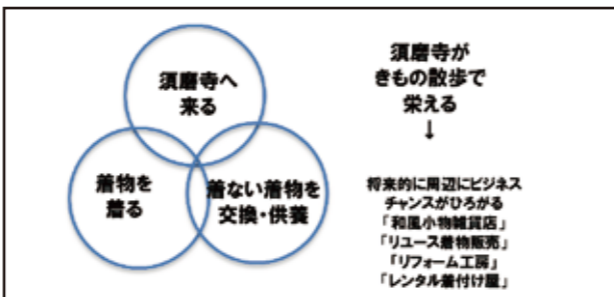 須磨寺へ
来る
着物を
着る
着ない着物を
交換・供養
須磨寺が
きもの散歩で
栄える
↓
将来的に周辺にビジネス
チャンスがひろがる
「和風小物雑貨店」
「リユース着物販売」
「リフォーム工房」
「レンタル着付け屋」